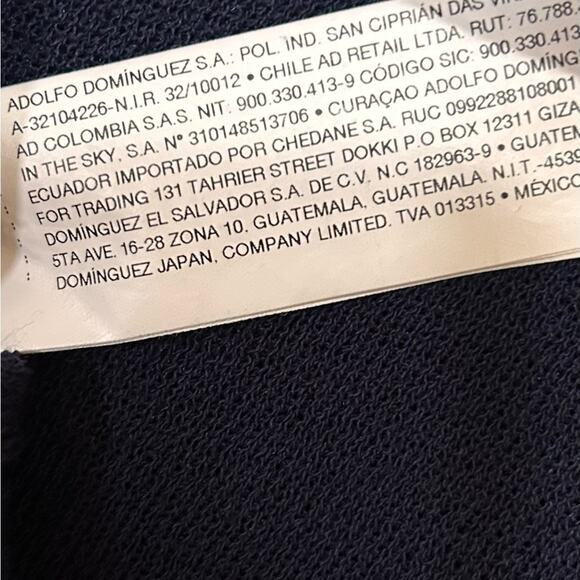 ADOLFO DOMÍNGUEZ S.A.: POL. IND. SAN CIPRIÁN DAS
A-32104226-N.I.R. 32/10012 • CHILE AD RETAIL LTDA. RUT: 76.788.
AD COLOMBIA S.A.S. NIT: 900.330.413-9 CÓDIGO SIC: 900.330.413
IN THE SKY, S.A. Nº 310148513706 • CURAÇAO ADOLFO DOMÍNG
ECUADOR IMPORTADO POR CHEDANE S.A. RUC 0992288108001
FOR TRADING 131 TAHRIER STREET DOKKI P.O BOX 12311 GIZA
DOMÍNGUEZ EL SALVADOR S.A. DE C.V. N.C 182963-9 • GUATEM
5TA AVE. 16-28 ZONA 10. GUATEMALA, GUATEMALA. N.I.T.-4535
DOMÍNGUEZ JAPAN, COMPANY LIMITED. TVA 013315 • MÉXICO